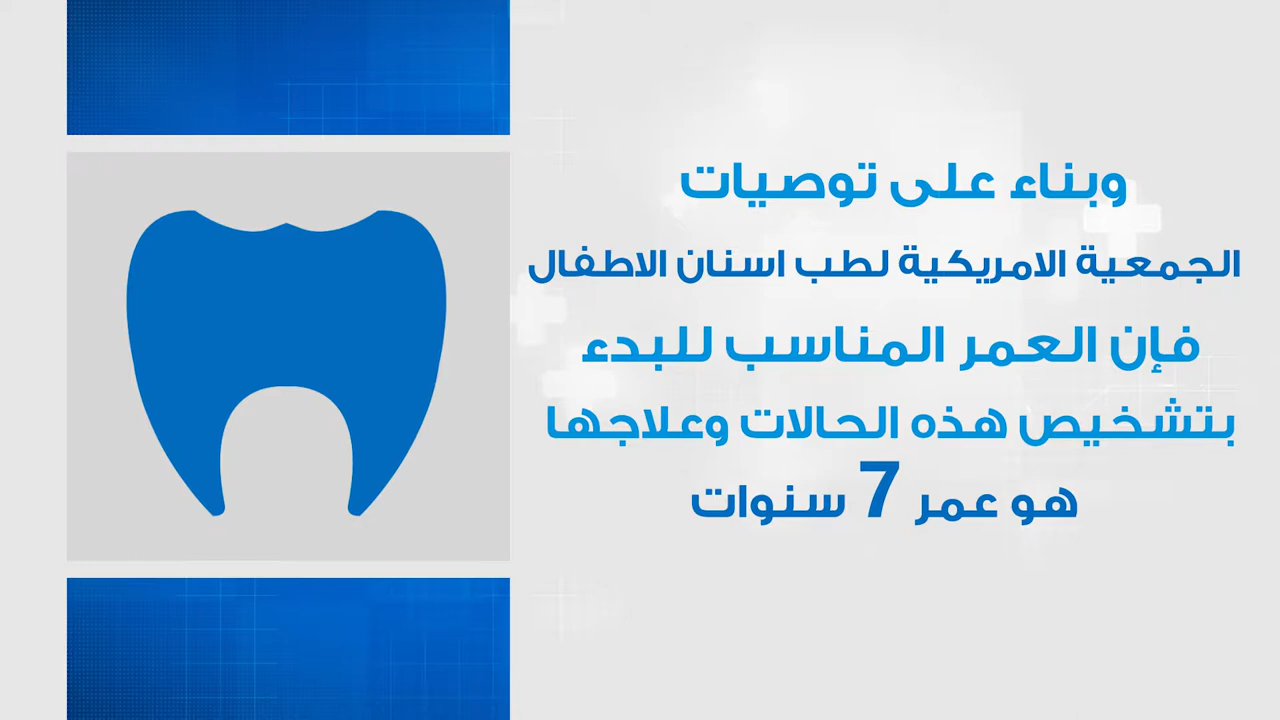 وبناء على توصيات
الجمعية الامريكية لطب اسنان الاطفال
فإن العمر المناسب للبدء
بتشخيص هذه الحالات وعلاجها
هو عمر 7 سنوات